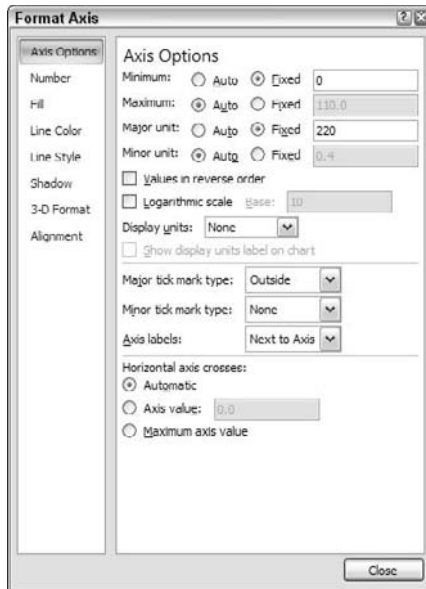 Format Axis
Axis Options
Number
Fill
Line Color
Line Style
Shadow
3-D Format
Alignment
Axis Options
Minimum: Auto Fixed 0
Maximum: Auto Fixed 110.0
Major unit: Auto Fixed 220
Minor unit: Auto Fixed 0.4
Values in reverse order
Logarithmic scale Base: 10
Display units: None
Show display units label on chart
Major tick mark type: Outside
Minor tick mark type: None
Axis labels: Next to Axis
Horizontal axis crosses:
Automatic
Axis value: 0.0
Maximum axis value
Close